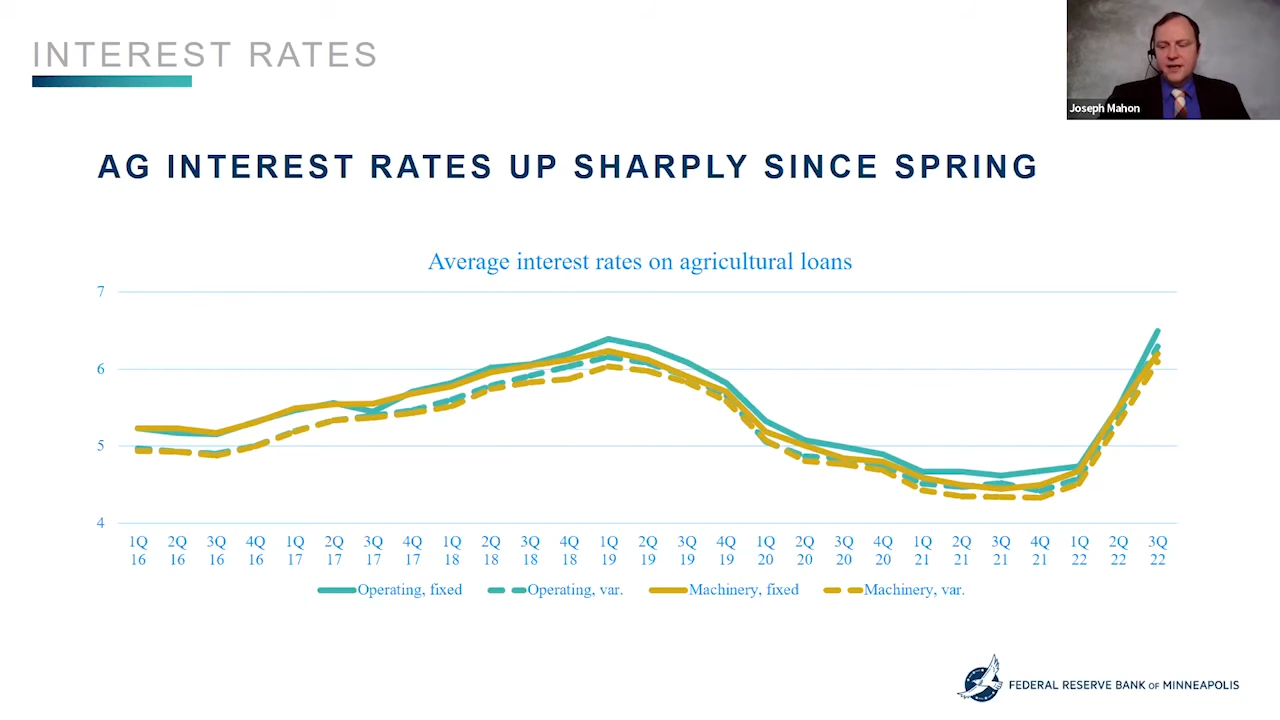 INTEREST RATES
Joseph Mahon
AG INTEREST RATES UP SHARPLY SINCE SPRING
Average interest rates on agricultural loans
7
6
5
4
1Q 2Q 3Q 4Q 1Q 2Q 3Q 4Q 1Q 2Q 3Q 4Q 1Q 2Q 3Q 4Q 1Q 2Q 3Q 4Q 1Q 2Q 3Q 4Q 1Q 2Q 3Q
16 16 16 16 17 17 17 17 18 18 18 18 19 19 19 19 20 20 20 20 21 21 21 21 22 22 22
Operating, fixed Operating, var. Machinery, fixed Machinery, var.
FEDERAL RESERVE BANK OF MINNEAPOLIS